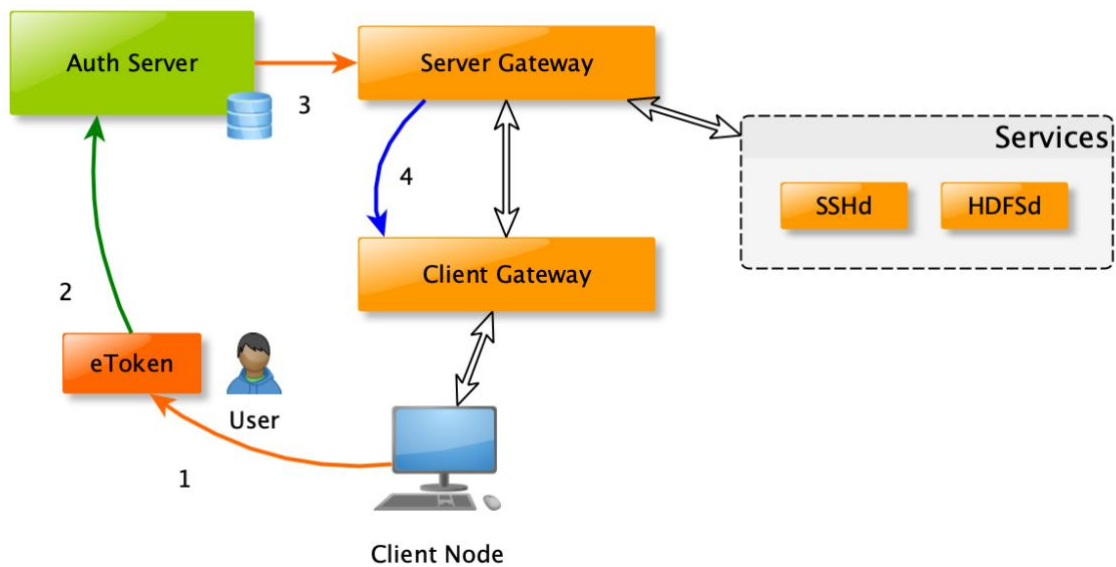 Auth Server
Server Gateway
3
Services
4
SSHd
HDFSd
Client Gateway
2
eToken
User
1
Client Node